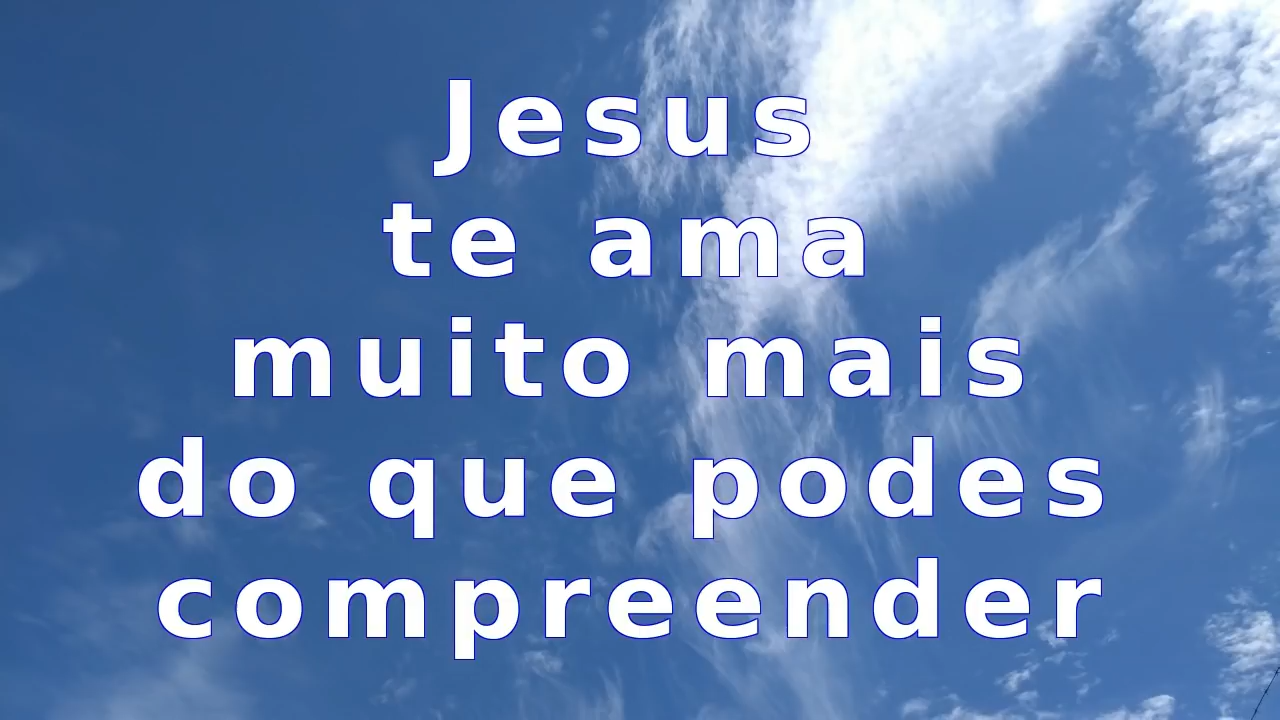 Jesus
te ama
muito mais
do que podes
compreender